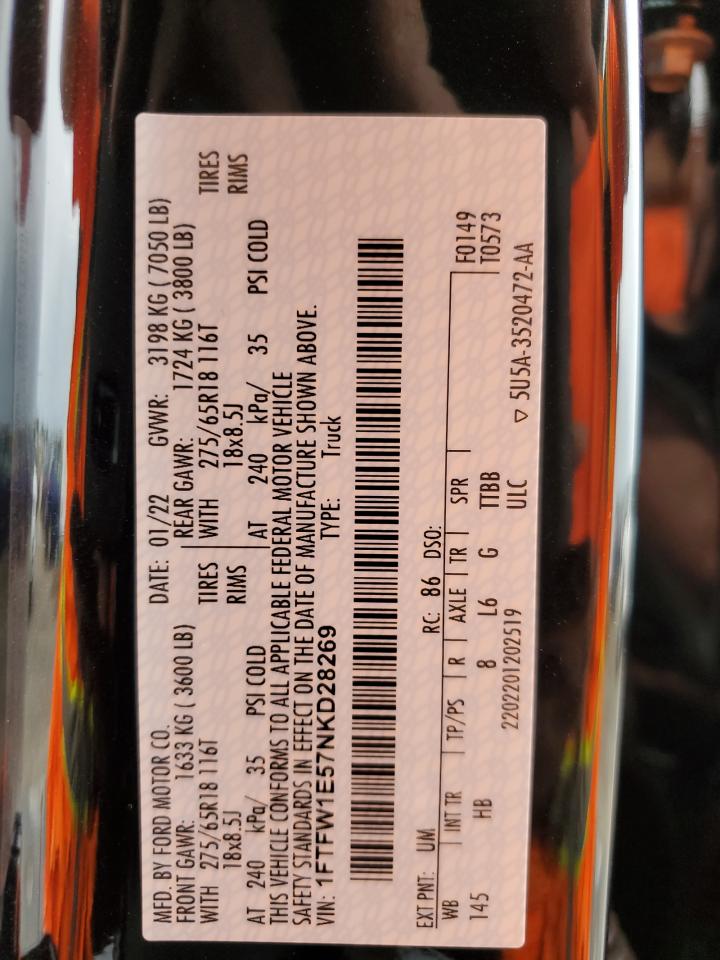 MFD. BY FORD MOTOR CO. DATE: 01/22 GVWR: 3198 KG ( 7050 LB)
FRONT GAWR: 1633 KG ( 3600 LB) REAR GAWR: 1724 KG ( 3800 LB)
WITH 275/65R18 116T TIRES WITH 275/65R18 116T TIRES
18x8.5J RIMS 18x8.5J RIMS
AT 240 kPa/ 35 PSI COLD AT 240 kPa/ 35 PSI COLD
THIS VEHICLE CONFORMS TO ALL APPLICABLE FEDERAL MOTOR VEHICLE
SAFETY STANDARDS IN EFFECT ON THE DATE OF MANUFACTURE SHOWN ABOVE.
VIN: 1FTFW1E57NKD28269 TYPE: Truck
EXT PNT: UM RC: 86 DSO:
WB INT TR TP/PS R AXLE TR SPR F0149
145 HB 8 L6 G TTBB T0573
2202201202519 ULC ▽ 5U5A-3520472-AA